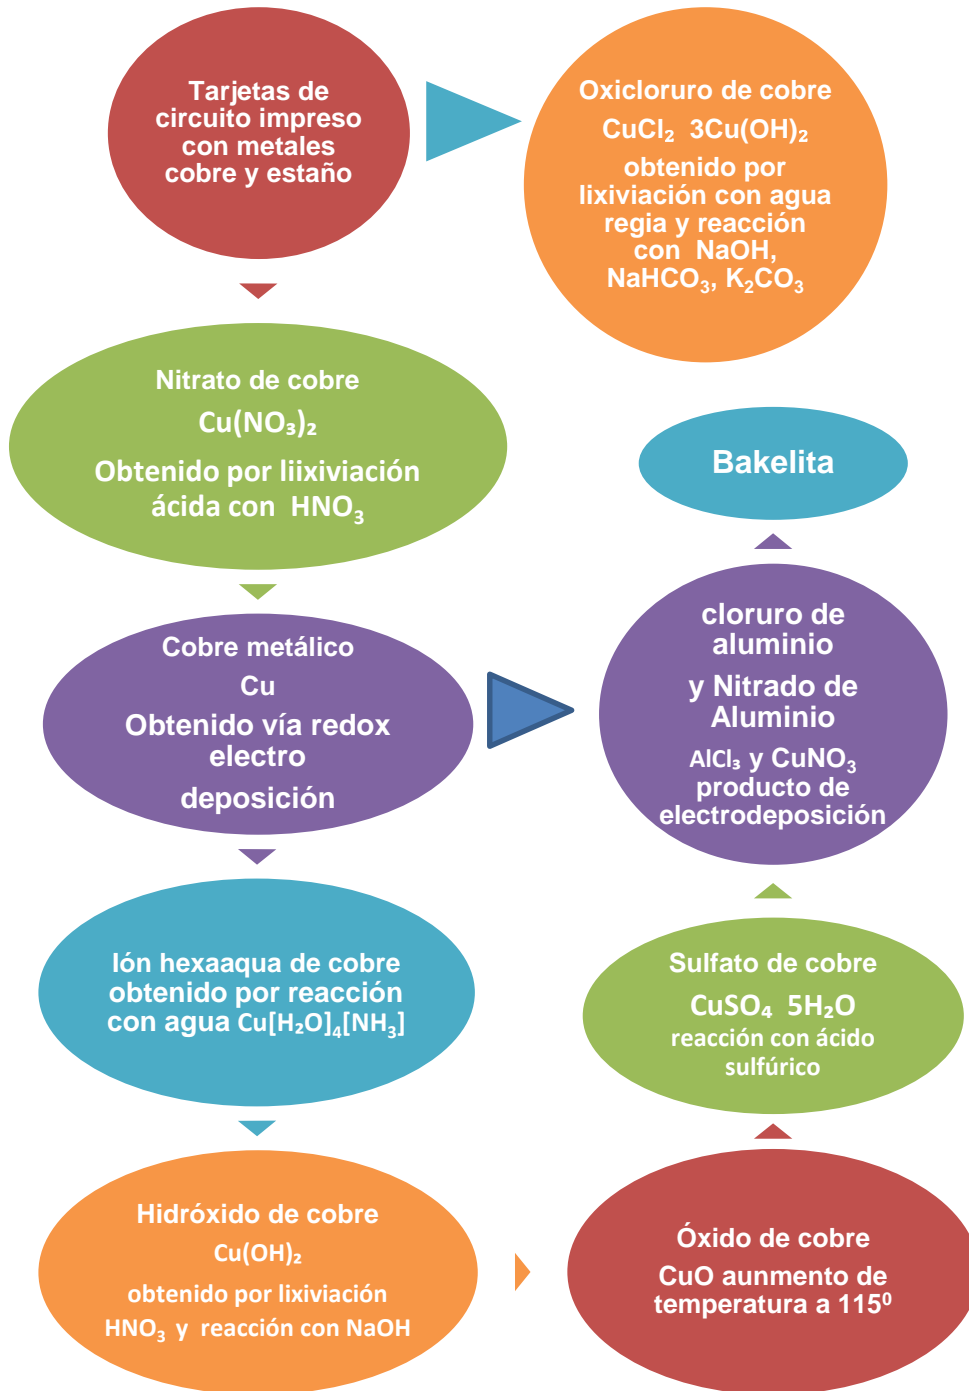 Tarjetas de
circuito impreso
con metales
cobre y estaño
Oxicloruro de cobre
CuCl₂ 3Cu(OH)₂
obtenido por
lixiviación con agua
regia y reacción
con NaOH,
NaHCO₃, K₂CO₃
Nitrato de cobre
Cu(NO₃)₂
Obtenido por liixiviación
ácida con HNO₃
Cobre metálico
Cu
Obtenido vía redox
electro
deposición
Ión hexaaqua de cobre
obtenido por reacción
con agua Cu[H₂O]₄[NH₃]
Hidróxido de cobre
Cu(OH)₂
obtenido por lixiviación
HNO₃ y reacción con NaOH
Óxido de cobre
CuO aunmento de
temperatura a 115⁰
Sulfato de cobre
CuSO₄ 5H₂O
reacción con ácido
sulfúrico
cloruro de
aluminio
y Nitrado de
Aluminio
AlCl₃ y CuNO₃
producto de
electrodeposición
Bakelita